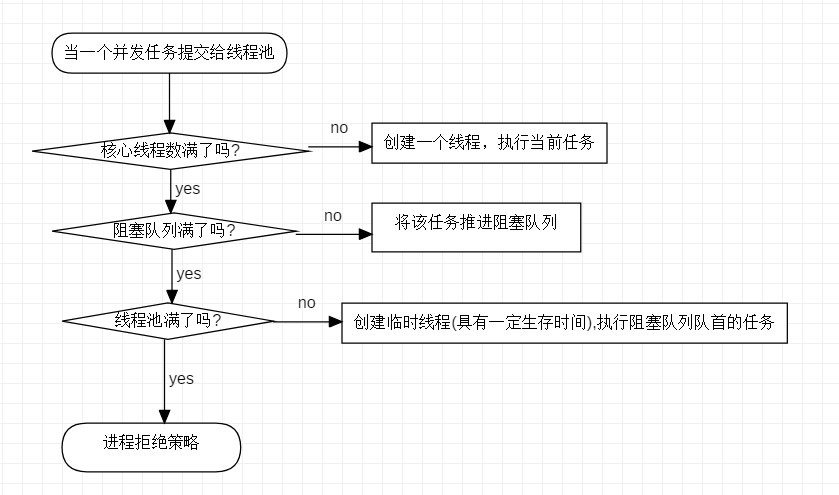 当一个并发任务提交给线程池
no
核心线程数满了吗?
创建一个线程，执行当前任务
yes
no
阻塞队列满了吗?
将该任务推进阻塞队列
yes
no
线程池满了吗?
创建临时线程(具有一定生存时间),执行阻塞队列队首的任务
yes
进程拒绝策略